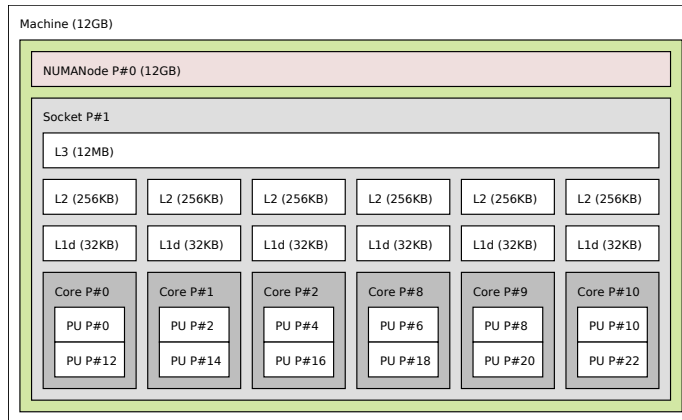 Machine (12GB)
NUMANode P#0 (12GB)
Socket P#1
L3 (12MB)
L2 (256KB) L2 (256KB) L2 (256KB) L2 (256KB) L2 (256KB) L2 (256KB)
L1d (32KB) L1d (32KB) L1d (32KB) L1d (32KB) L1d (32KB) L1d (32KB)
Core P#0 Core P#1 Core P#2 Core P#8 Core P#9 Core P#10
PU P#0 PU P#2 PU P#4 PU P#6 PU P#8 PU P#10
PU P#12 PU P#14 PU P#16 PU P#18 PU P#20 PU P#22